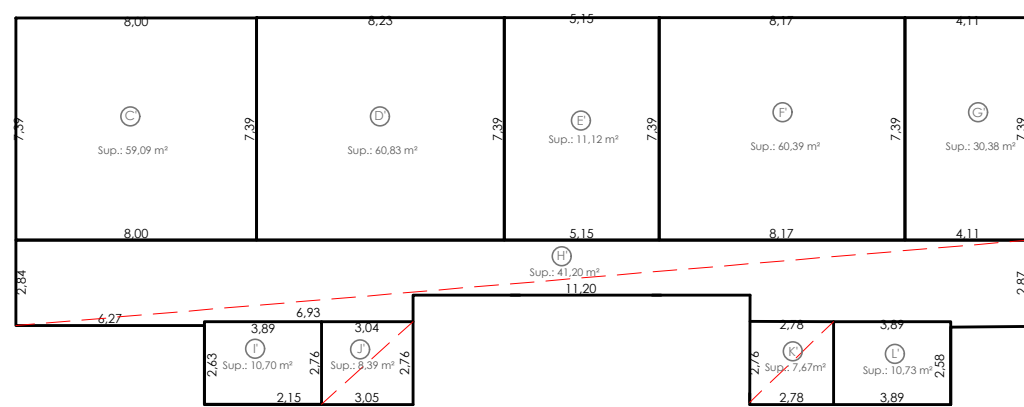 8,00
8,23
5,15
8,17
4,11
7,39
C'
Sup.: 59,09 m²
7,39
D'
Sup.: 60,83 m²
7,39
E'
Sup.: 11,12 m²
7,39
F'
Sup.: 60,39 m²
7,39
G'
Sup.: 30,38 m²
7,39
8,00
5,15
8,17
4,11
2,84
H'
Sup.: 41,20 m²
2,87
11,20
6,27
6,93
3,89
3,04
2,78
3,89
2,63
I'
Sup.: 10,70 m²
2,76
J'
Sup.: 8,39 m²
2,76
2,76
K'
Sup.: 7,67m²
L'
Sup.: 10,73 m²
2,58
2,15
3,05
2,78
3,89